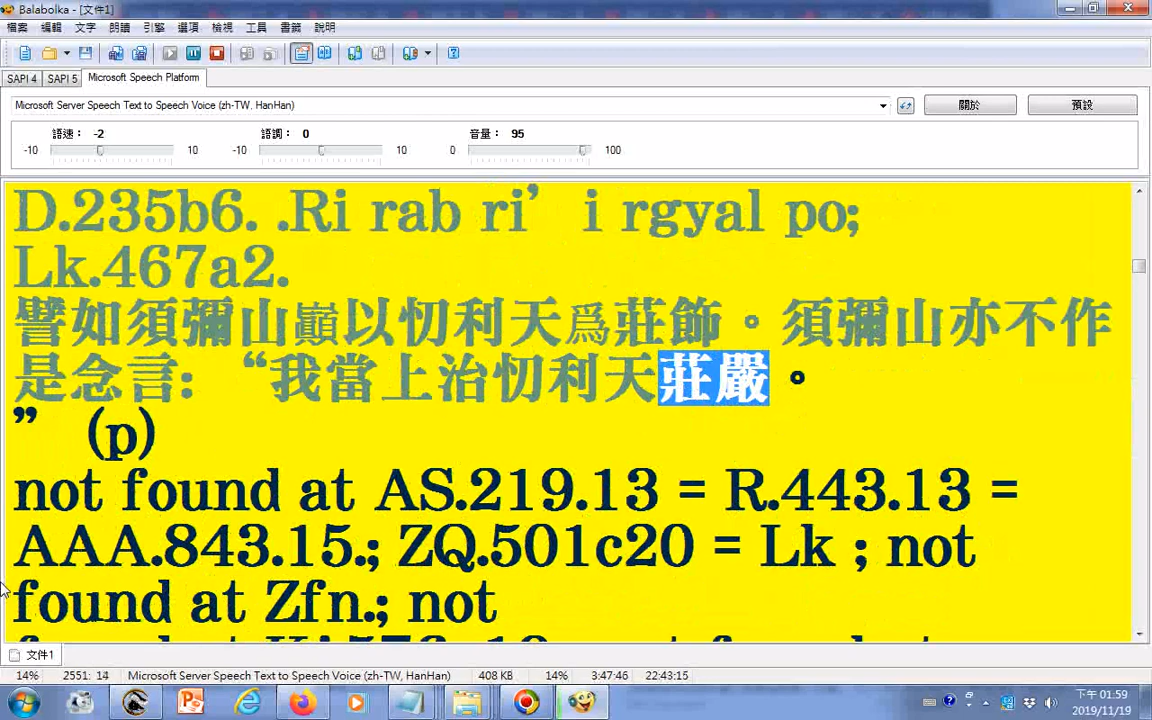 Balabolka - [文件1]
檔案 編輯 文字 朗讀 引擎 選項 檢視 工具 書籤 說明
SAPI 4 SAPI 5 Microsoft Speech Platform
Microsoft Server Speech Text to Speech Voice (zh-TW, HanHan) 關於 預設
語速： -2 語調： 0 音量： 95
-10 10 -10 10 0 100
D.235b6. .Ri rab ri’ i rgyal po;
Lk.467a2.
譬如須彌山巔以忉利天爲莊飾。須彌山亦不作
是念言: “我當上治忉利天莊嚴。
” (p)
not found at AS.219.13 = R.443.13 =
AAA.843.15.; ZQ.501c20 = Lk ; not
found at Zfn.; not
文件1
14% 2551: 14 Microsoft Server Speech Text to Speech Voice (zh-TW, HanHan) 408 KB 14% 3:47:46 22:43:15
下午 01:59
2019/11/19